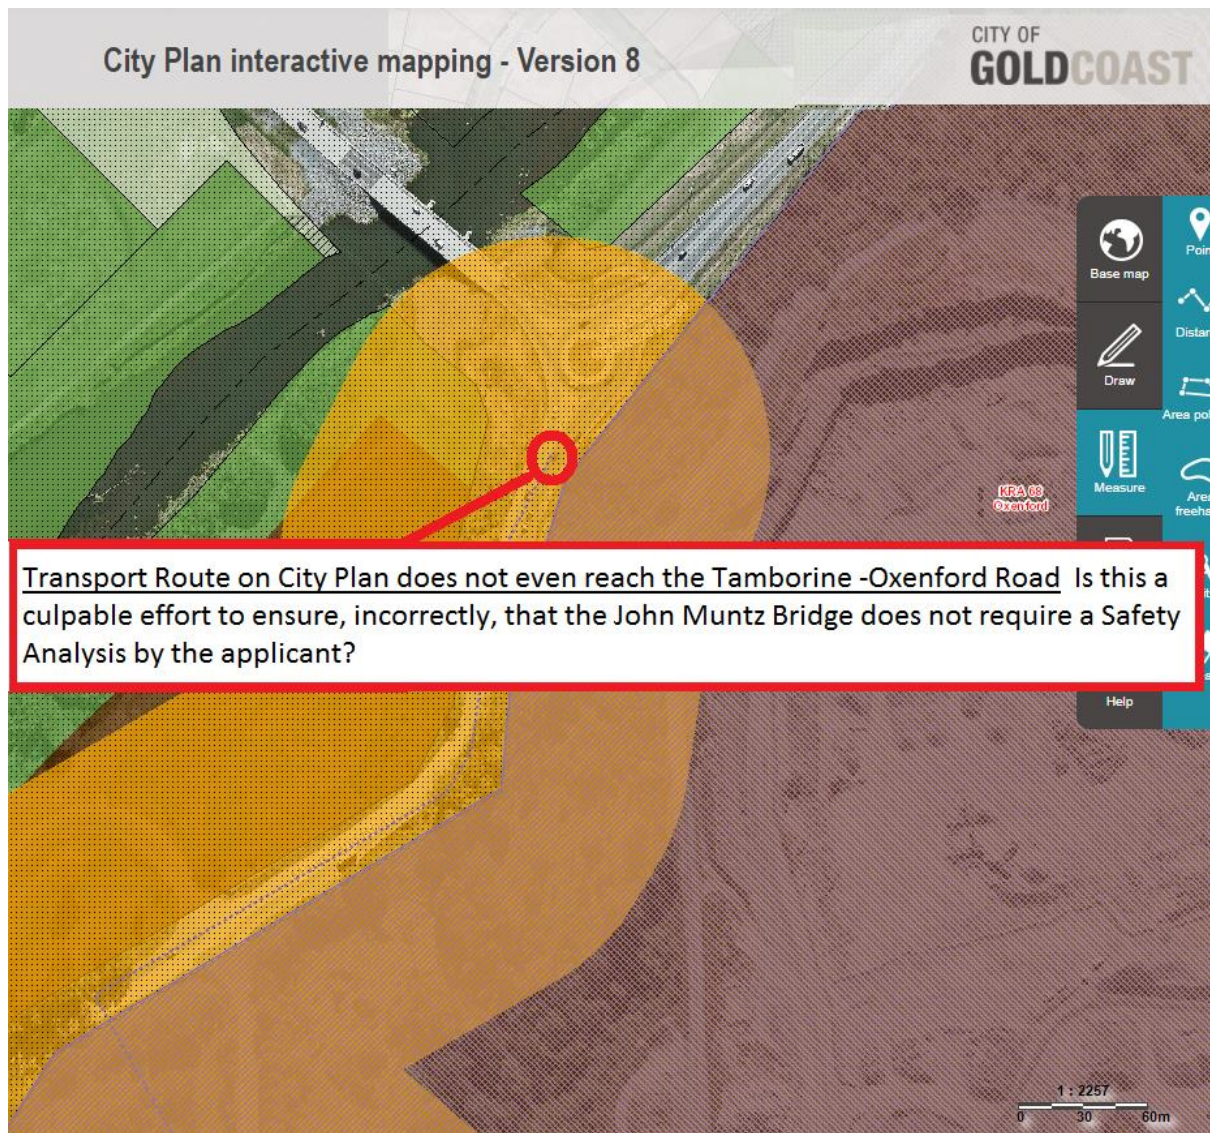 City Plan interactive mapping - Version 8
CITY OF
GOLDCOAST
Base map
Draw
Measure
Area
KRA 68
Oxenford
Transport Route on City Plan does not even reach the Tamborine -Oxenford Road Is this a
culpable effort to ensure, incorrectly, that the John Muntz Bridge does not require a Safety
Analysis by the applicant?
Help
1 : 2257
0 30 60m